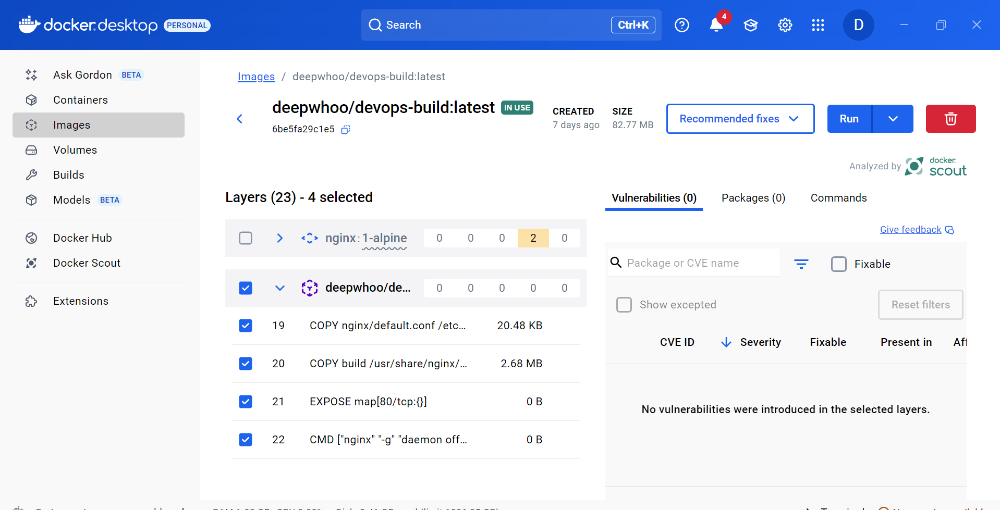 docker. desktop PERSONAL
Search Ctrl+K
4
D
Ask Gordon BETA
Containers
Images
Volumes
Builds
Models BETA
Docker Hub
Docker Scout
Extensions
Images / deepwhoo/devops-build:latest
deepwhoo/devops-build:latest IN USE
6be5fa29c1e5
CREATED
7 days ago
SIZE
82.77 MB
Recommended fixes
Run
Analyzed by docker. scout
Layers (23) - 4 selected
nginx:1-alpine 0 0 0 2 0
deepwhoo/de... 0 0 0 0 0
19 COPY nginx/default.conf /etc... 20.48 KB
20 COPY build /usr/share/nginx/... 2.68 MB
21 EXPOSE map[80/tcp:{}] 0 B
22 CMD ["nginx" "-g" "daemon off... 0 B
Vulnerabilities (0) Packages (0) Commands
Give feedback
Package or CVE name
Fixable
Show excepted
Reset filters
CVE ID Severity Fixable Present in Aff
No vulnerabilities were introduced in the selected layers.